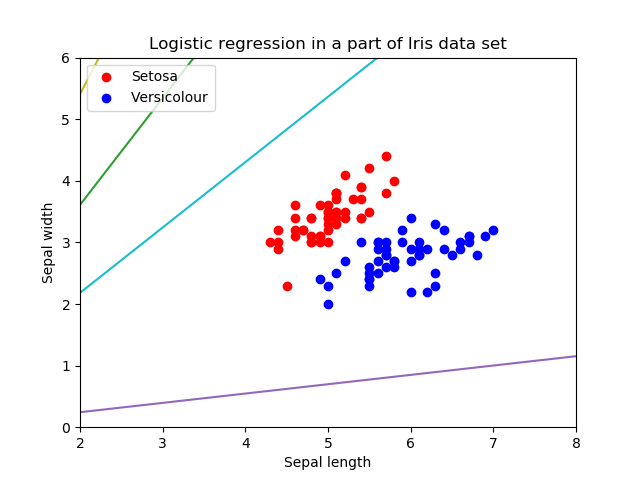 Logistic regression in a part of Iris data set
Setosa
Versicolour
6
5
4
3
2
1
0
Sepal width
2 3 4 5 6 7 8
Sepal length